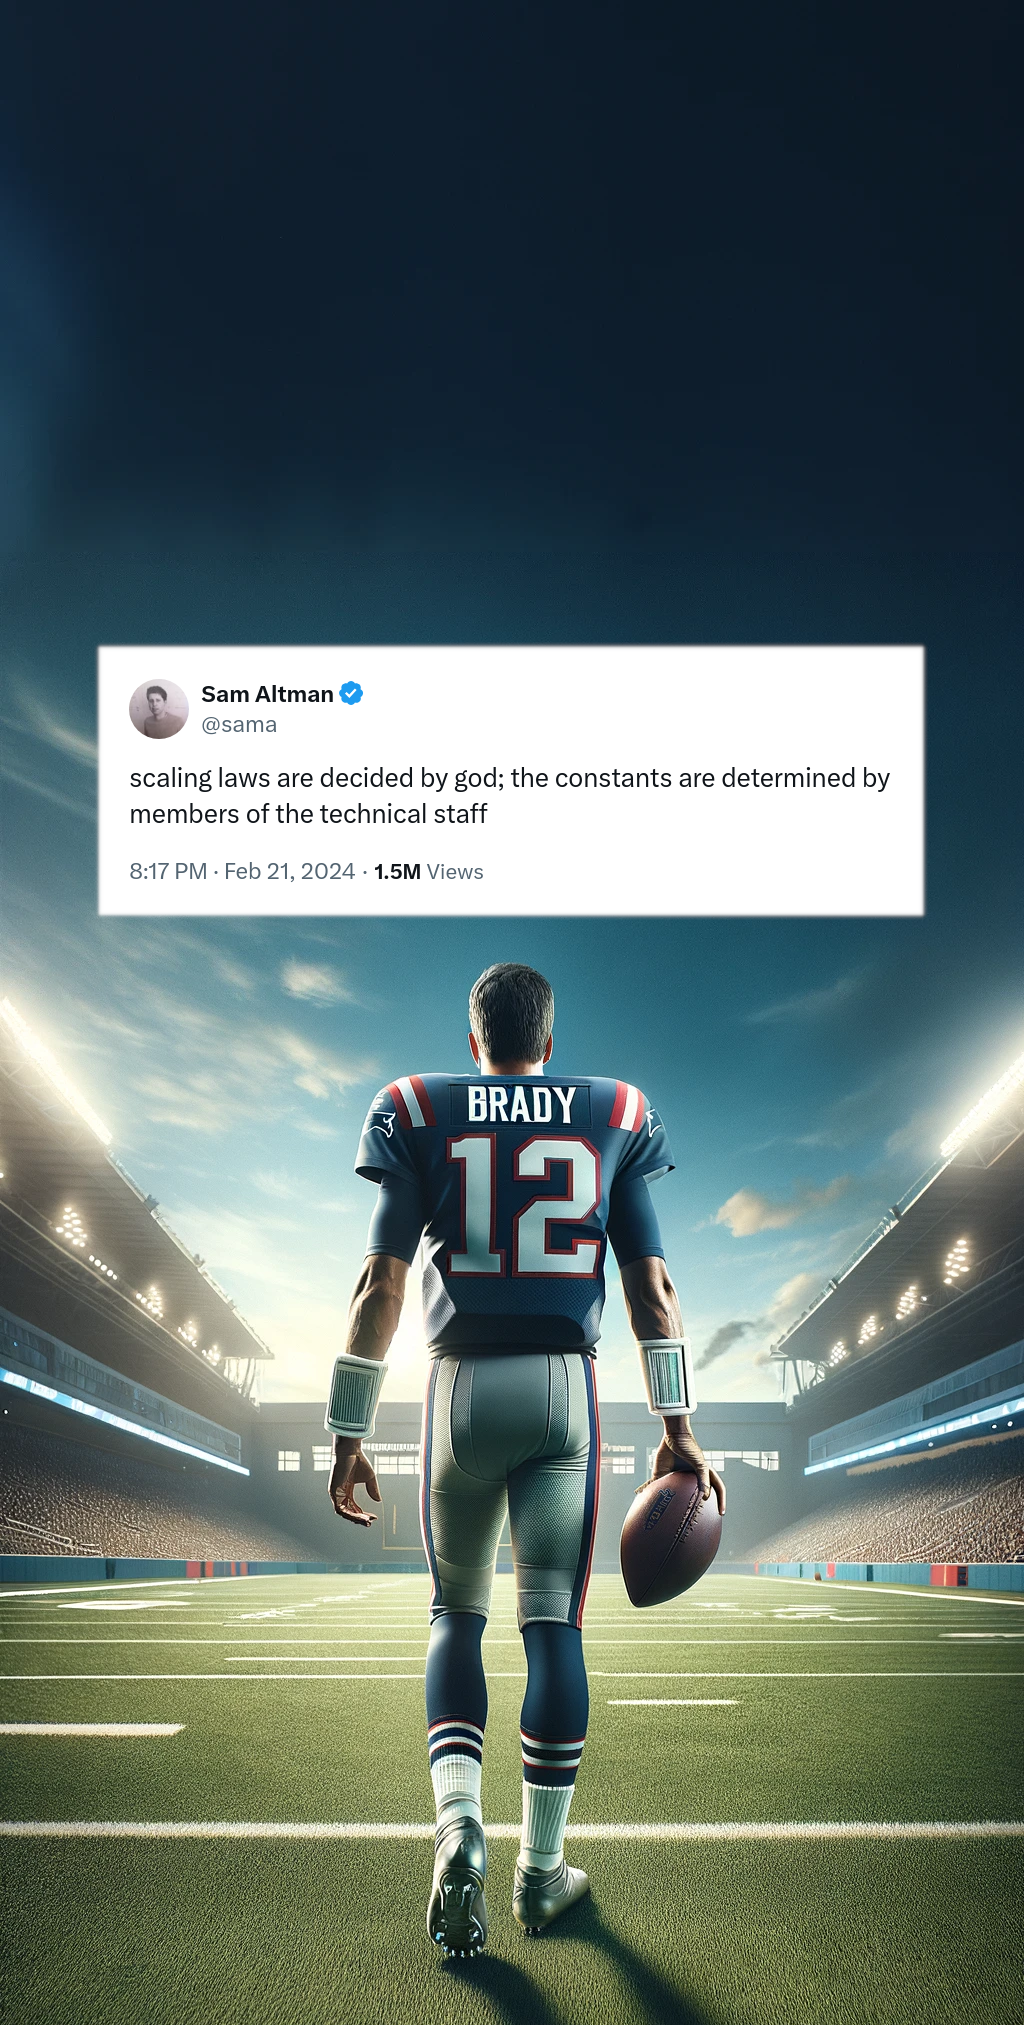 Sam Altman
@sama
scaling laws are decided by god; the constants are determined by
members of the technical staff
8:17 PM · Feb 21, 2024 · 1.5M Views
BRADY
12